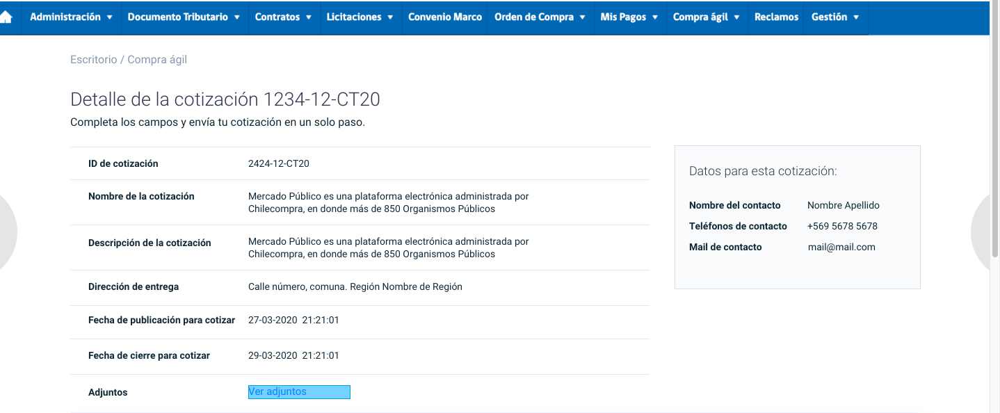 Administración Documento Tributario Contratos Licitaciones Convenio Marco Orden de Compra Mis Pagos Compra ágil Reclamos Gestión
Escritorio / Compra ágil
Detalle de la cotización 1234-12-CT20
Completa los campos y envía tu cotización en un solo paso.
ID de cotización 2424-12-CT20
Nombre de la cotización Mercado Público es una plataforma electrónica administrada por
Chilecompra, en donde más de 850 Organismos Públicos
Descripción de la cotización Mercado Público es una plataforma electrónica administrada por
Chilecompra, en donde más de 850 Organismos Públicos
Dirección de entrega Calle número, comuna. Región Nombre de Región
Fecha de publicación para cotizar 27-03-2020 21:21:01
Fecha de cierre para cotizar 29-03-2020 21:21:01
Adjuntos Ver adjuntos
Datos para esta cotización:
Nombre del contacto Nombre Apellido
Teléfonos de contacto +569 5678 5678
Mail de contacto mail@mail.com